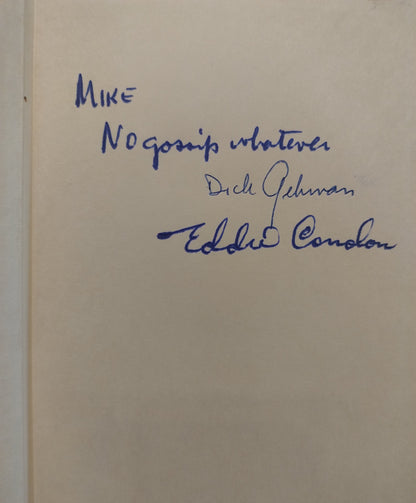 MIKE
No gossip whatever
Dick Gehman
Eddie Condon